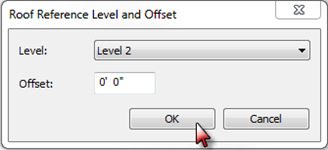 Roof Reference Level and Offset
Level: Level 2
Offset: 0' 0"
OK Cancel